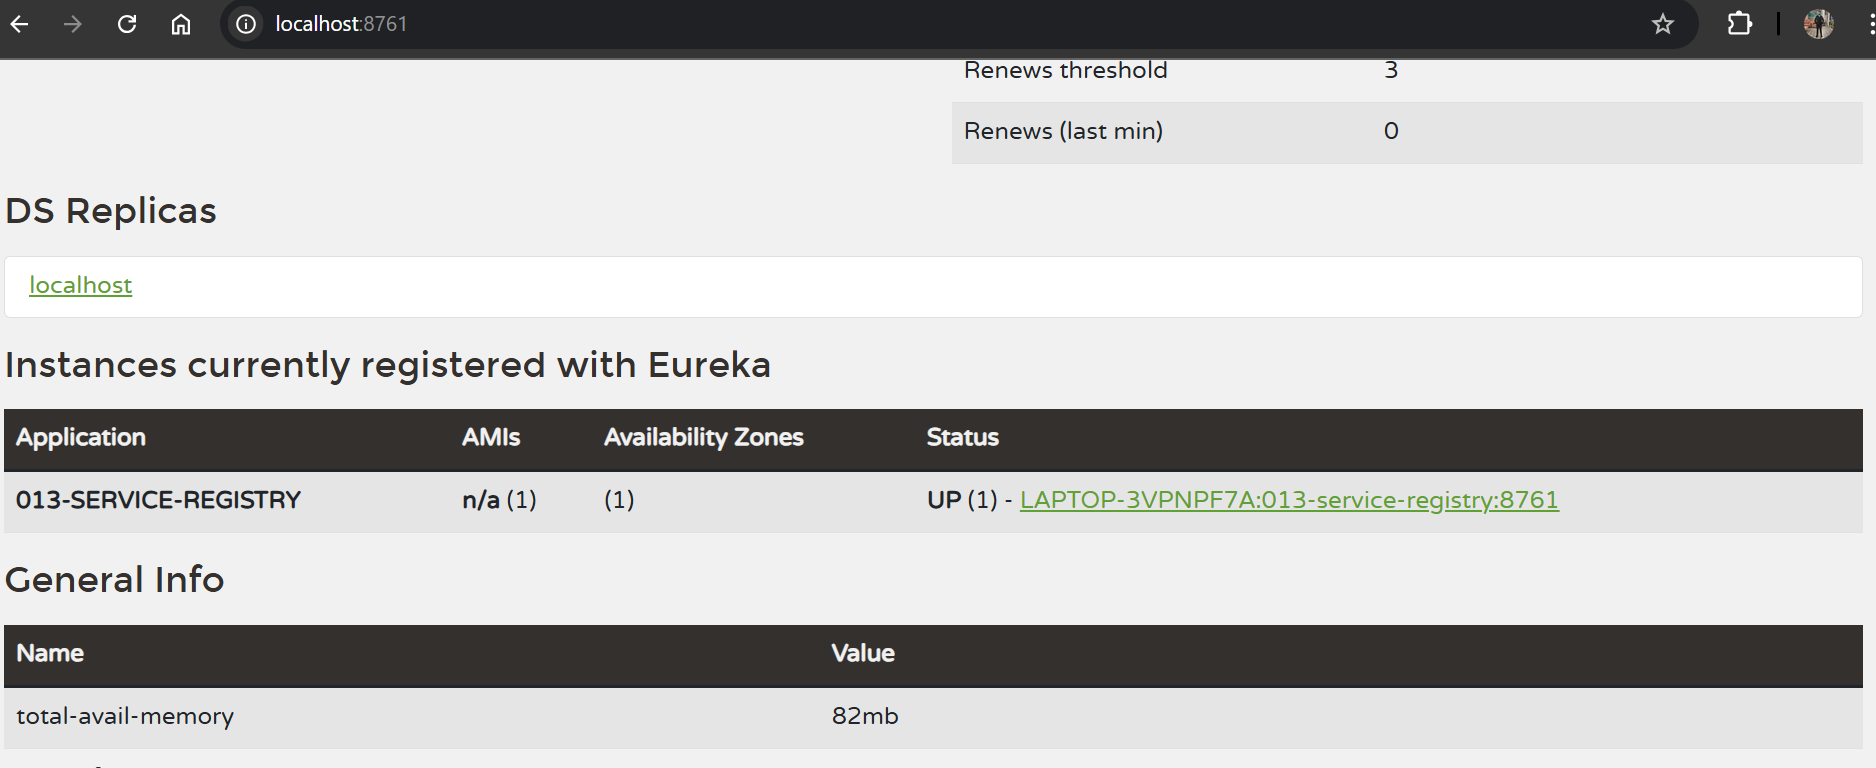 localhost:8761
Renews threshold 3
Renews (last min) 0
DS Replicas
localhost
Instances currently registered with Eureka
Application AMIs Availability Zones Status
013-SERVICE-REGISTRY n/a (1) (1) UP (1) - LAPTOP-3VPNPF7A:013-service-registry:8761
General Info
Name Value
total-avail-memory 82mb